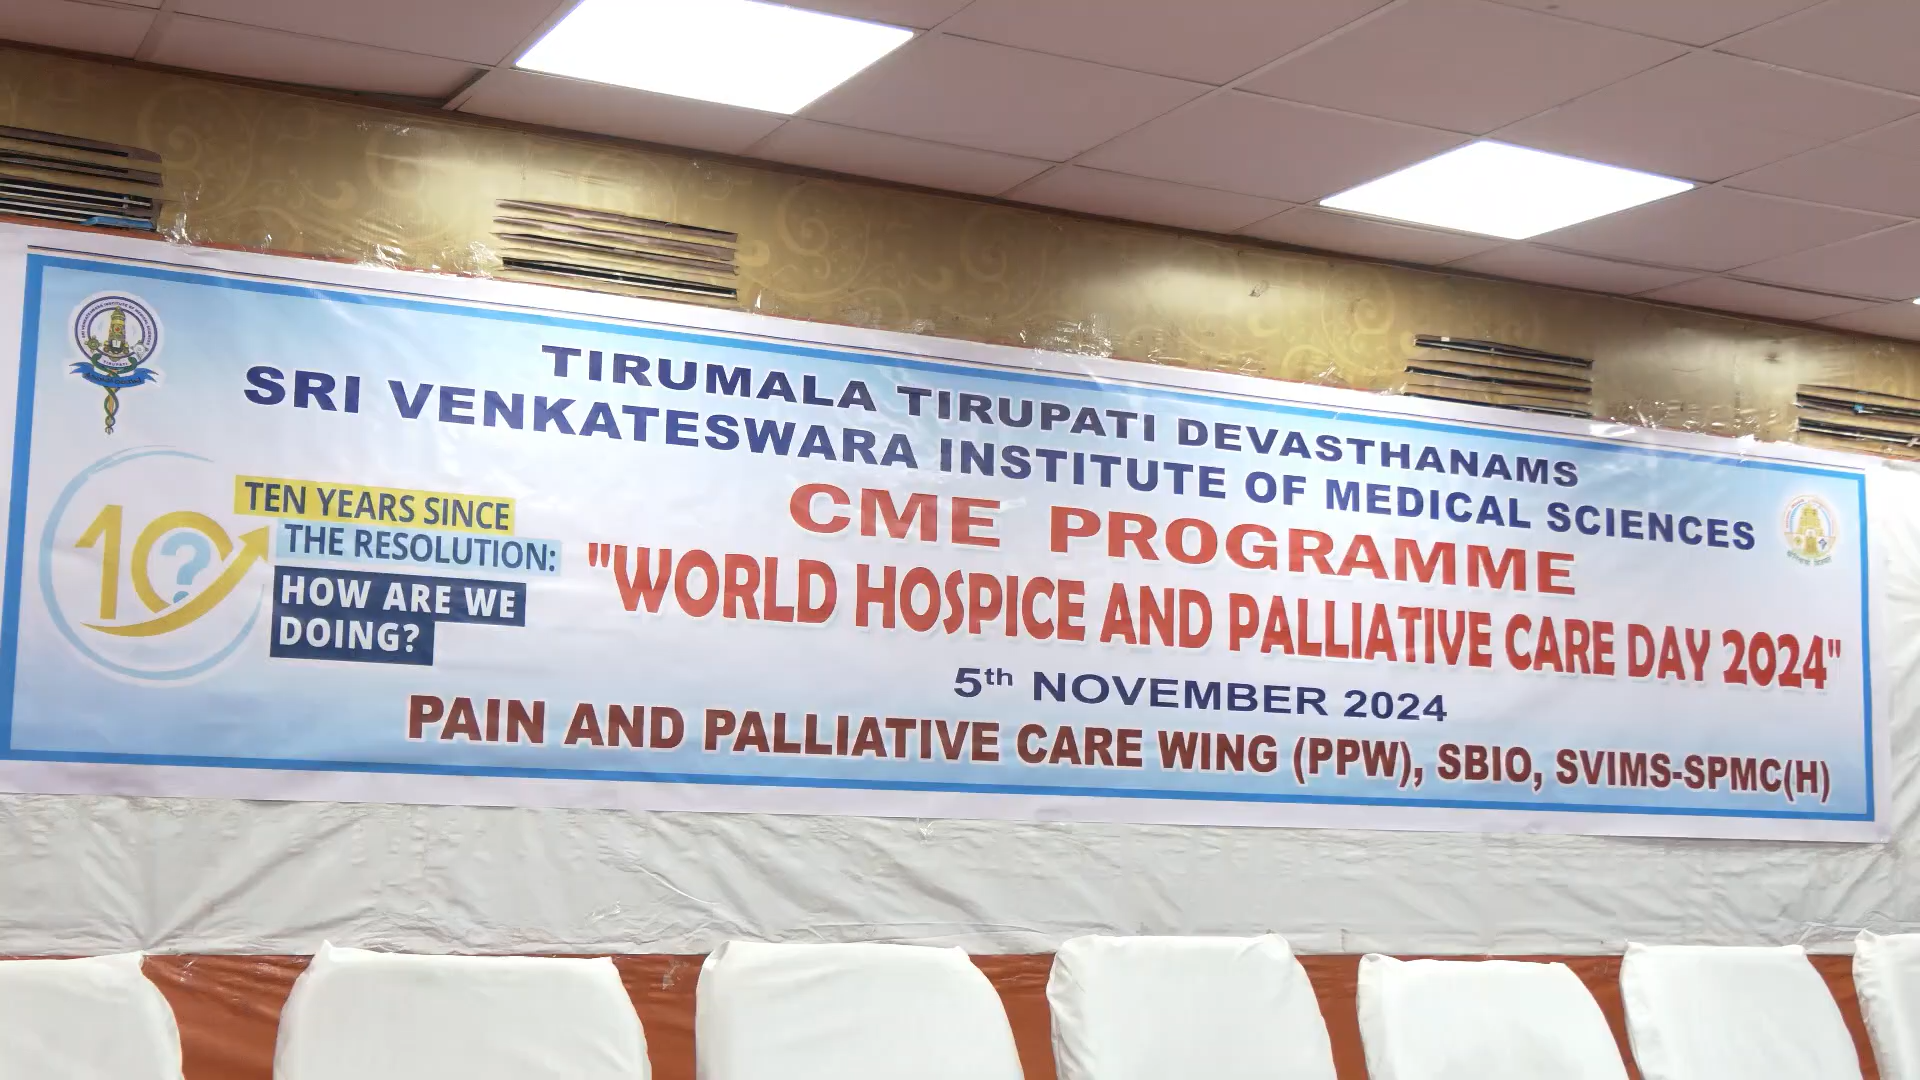 TIRUMALA TIRUPATI DEVASTHANAMS
SRI VENKATESWARA INSTITUTE OF MEDICAL SCIENCES
CME PROGRAMME
"WORLD HOSPICE AND PALLIATIVE CARE DAY 2024"
5th NOVEMBER 2024
PAIN AND PALLIATIVE CARE WING (PPW), SBIO, SVIMS-SPMC(H)
10?
TEN YEARS SINCE
THE RESOLUTION:
HOW ARE WE
DOING?